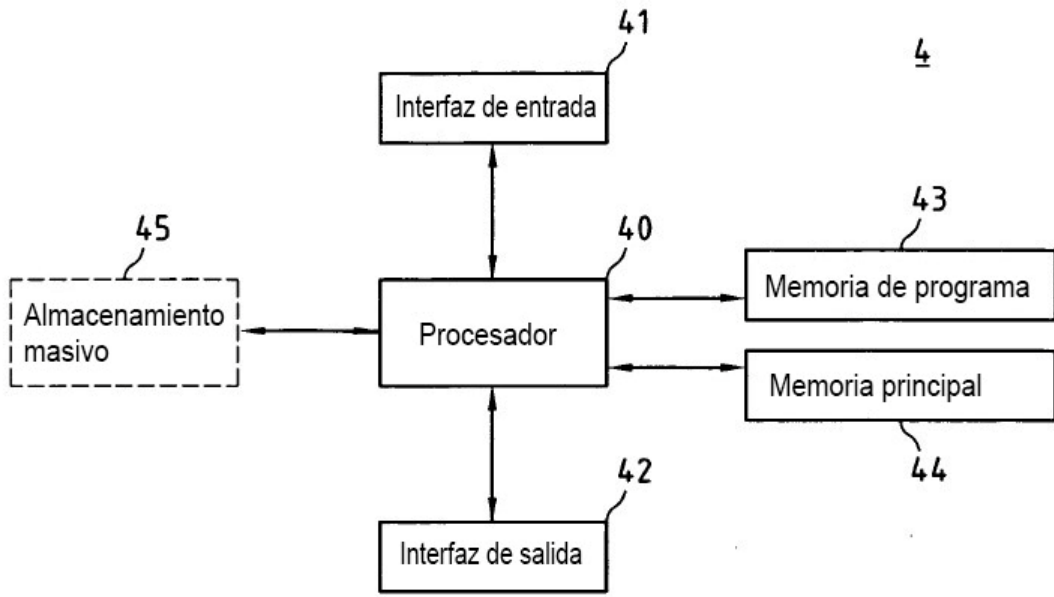 41
4
Interfaz de entrada
45
40
43
Almacenamiento
masivo
Procesador
Memoria de programa
Memoria principal
44
42
Interfaz de salida